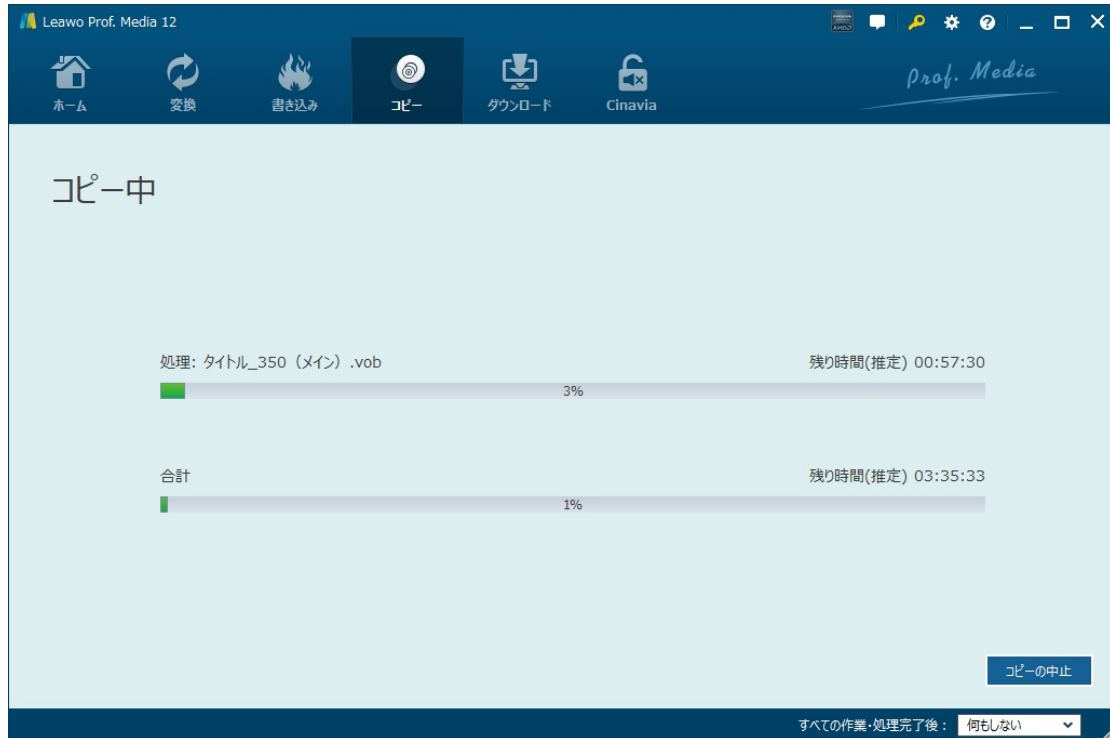 Leawo Prof. Media 12
ホーム
変換
書き込み
コピー
ダウンロード
Cinavia
Prof. Media
コピー中
処理: タイトル_350（メイン）.vob
残り時間(推定) 00:57:30
3%
合計
残り時間(推定) 03:35:33
1%
コピーの中止
すべての作業・処理完了後： 何もしない